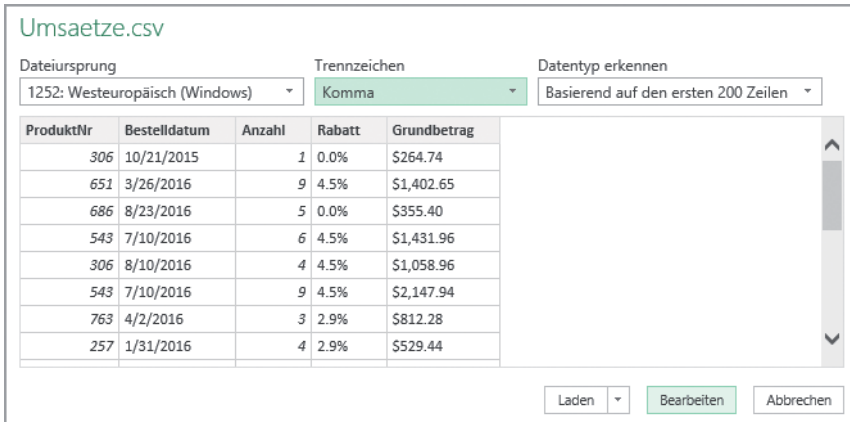 Umsaetze.csv
Dateiursprung Trennzeichen Datentyp erkennen
1252: Westeuropäisch (Windows) Komma Basierend auf den ersten 200 Zeilen
ProduktNr Bestelldatum Anzahl Rabatt Grundbetrag
306 10/21/2015 1 0.0% $264.74
651 3/26/2016 9 4.5% $1,402.65
686 8/23/2016 5 0.0% $355.40
543 7/10/2016 6 4.5% $1,431.96
306 8/10/2016 4 4.5% $1,058.96
543 7/10/2016 9 4.5% $2,147.94
763 4/2/2016 3 2.9% $812.28
257 1/31/2016 4 2.9% $529.44
Laden Bearbeiten Abbrechen